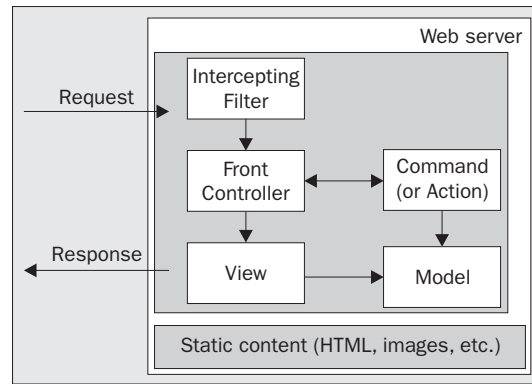 Web server
Intercepting
Filter
Request
Front
Controller
Command
(or Action)
Response
View
Model
Static content (HTML, images, etc.)